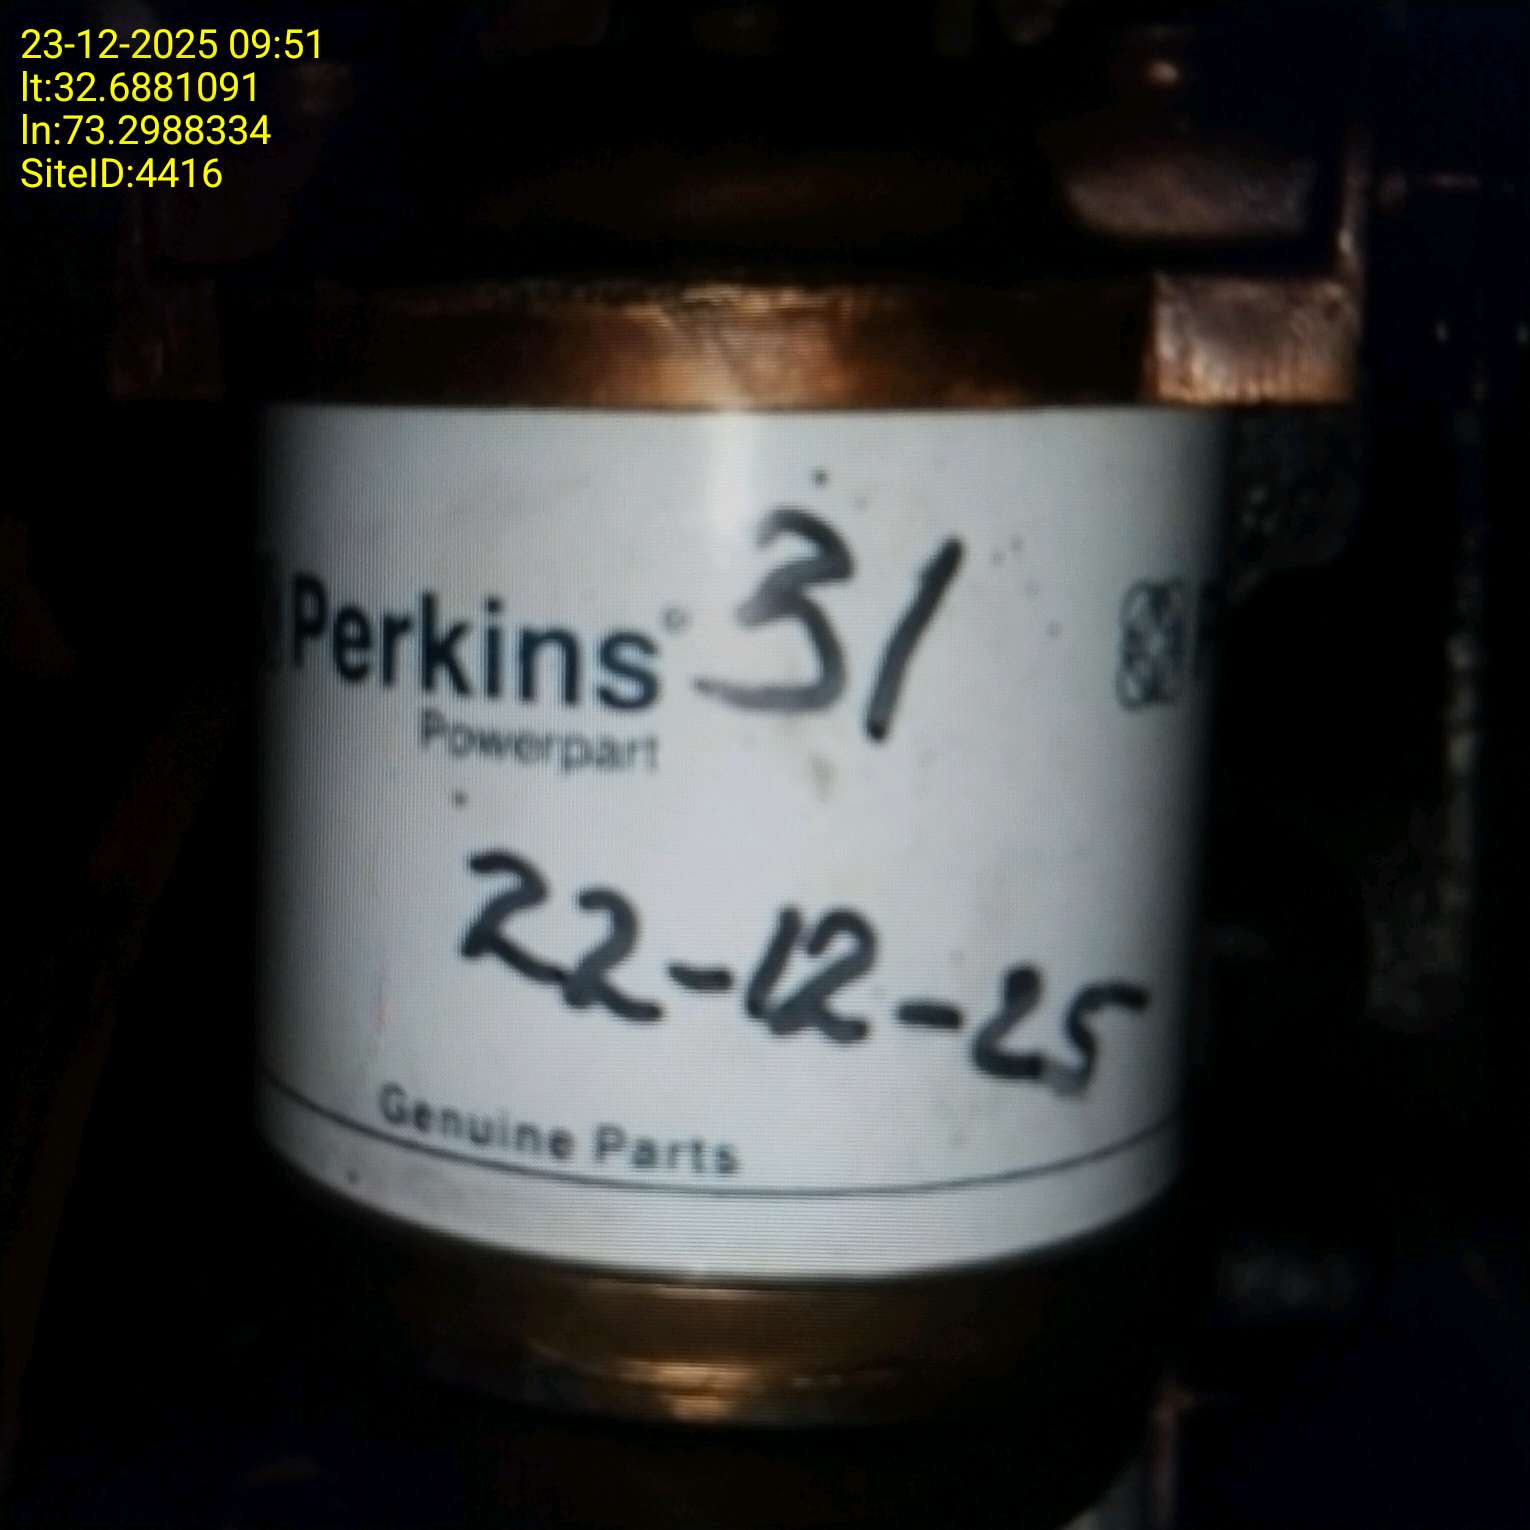 23-12-2025 09:51
lt:32.6881091
ln:73.2988334
SiteID:4416
Perkins® 31
Powerpart
22-12-25
Genuine Parts